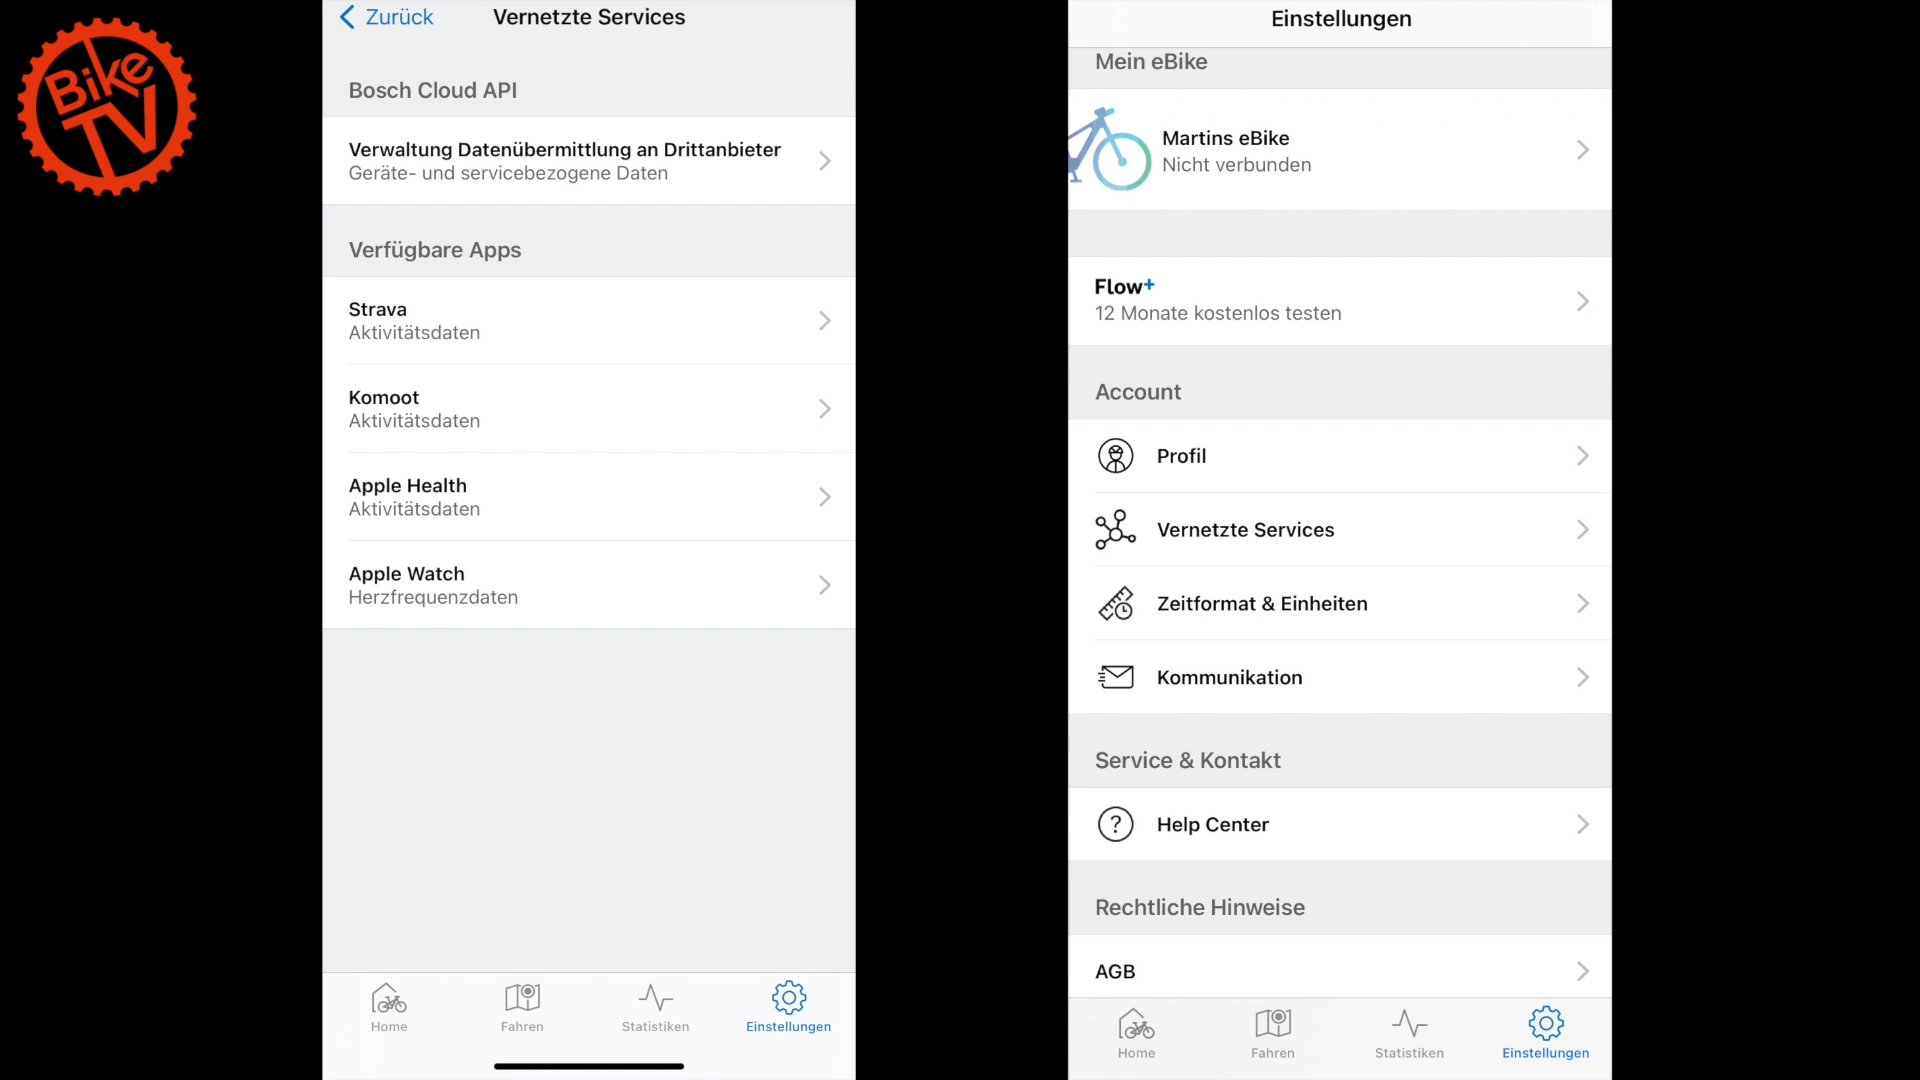 Bike
TV
Zurück
Vernetzte Services
Bosch Cloud API
Verwaltung Datenübermittlung an Drittanbieter
Geräte- und servicebezogene Daten
Verfügbare Apps
Strava
Aktivitätsdaten
Komoot
Aktivitätsdaten
Apple Health
Aktivitätsdaten
Apple Watch
Herzfrequenzdaten
Home
Fahren
Statistiken
Einstellungen
Einstellungen
Mein eBike
Martins eBike
Nicht verbunden
Flow+
12 Monate kostenlos testen
Account
Profil
Vernetzte Services
Zeitformat & Einheiten
Kommunikation
Service & Kontakt
Help Center
Rechtliche Hinweise
AGB
Home
Fahren
Statistiken
Einstellungen